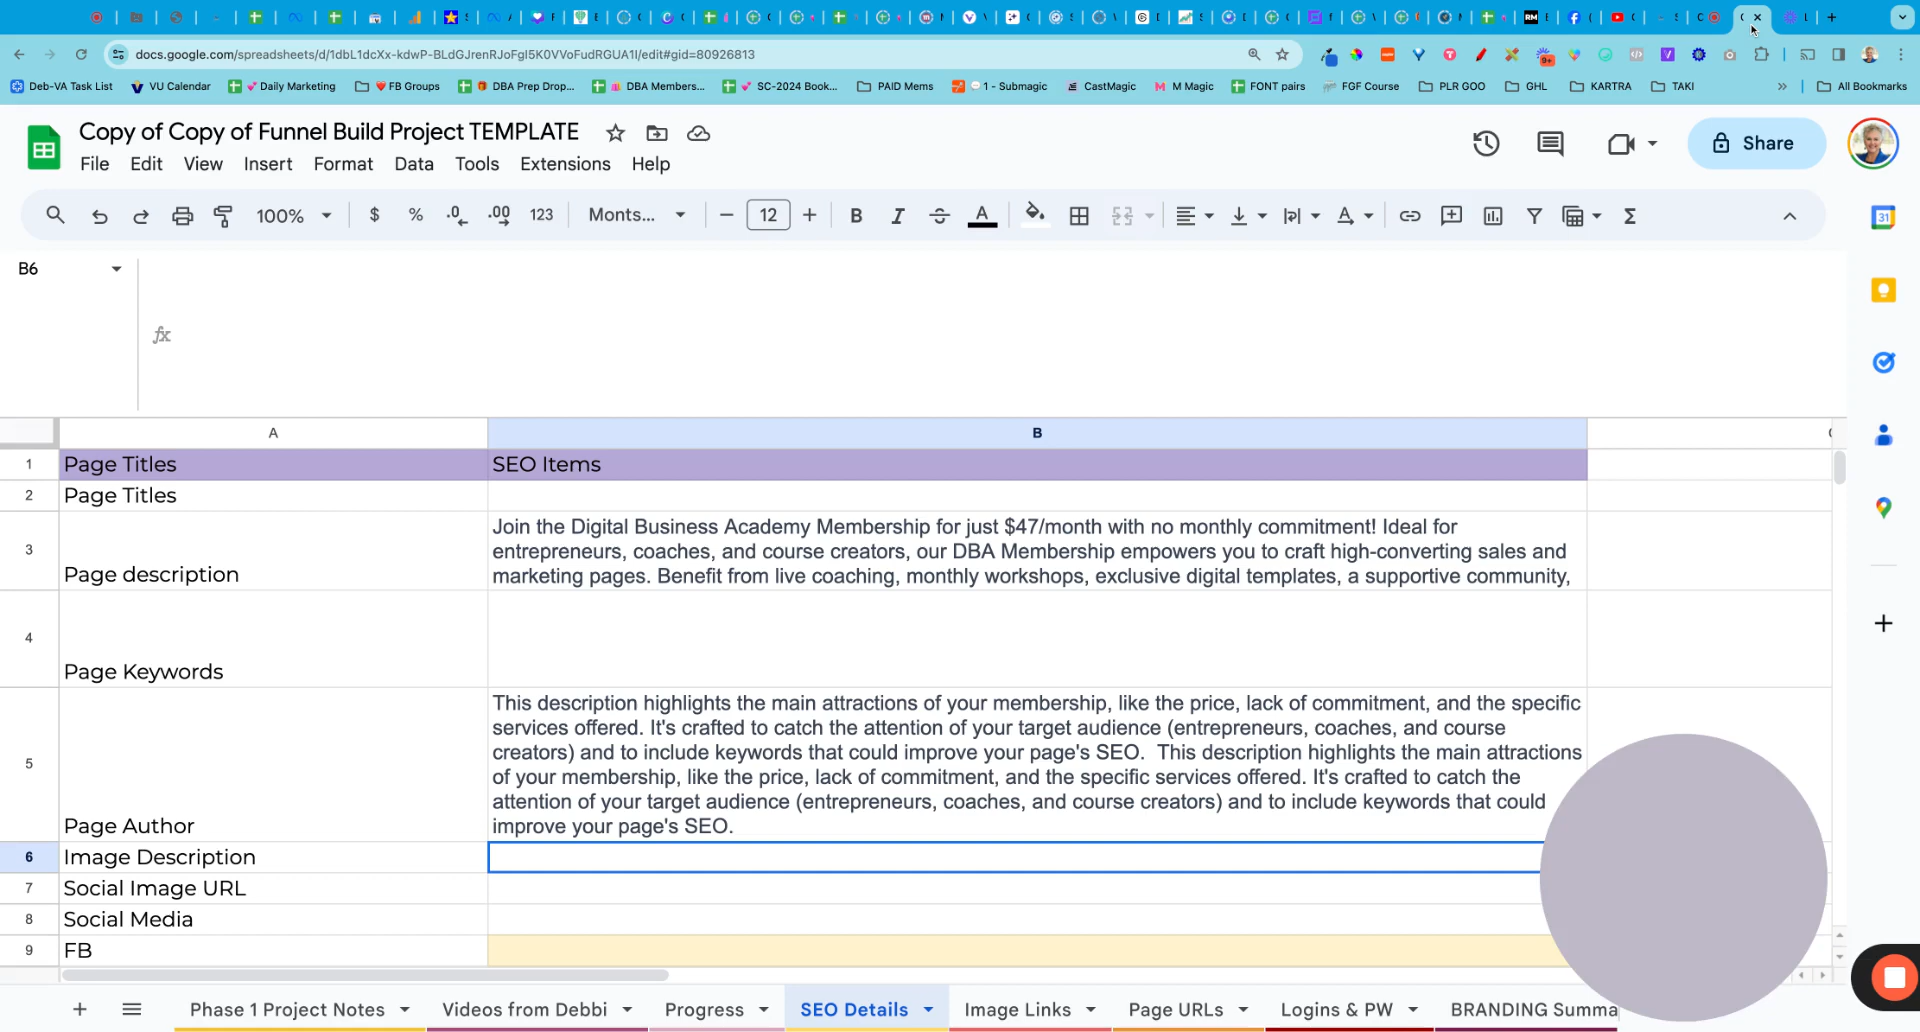 docs.google.com/spreadsheets/d/1dbL1dcXx-kdwP-BLdGJrenRJoFgI5K0VVoFudRGUA1I/edit#gid=80926813
Deb-VA Task List
VU Calendar
Daily Marketing
FB Groups
DBA Prep Drop...
DBA Members...
SC-2024 Book...
PAID Mems
1 - Submagic
CastMagic
M Magic
FONT pairs
FGF Course
PLR GOO
GHL
KARTRA
TAKI
All Bookmarks
Copy of Copy of Funnel Build Project TEMPLATE
File Edit View Insert Format Data Tools Extensions Help
Share
100% $ % .0 .00 123 Monts... 12 B I A
31
B6
fx
A B
1 Page Titles SEO Items
2 Page Titles
3 Page description
Join the Digital Business Academy Membership for just $47/month with no monthly commitment! Ideal for
entrepreneurs, coaches, and course creators, our DBA Membership empowers you to craft high-converting sales and
marketing pages. Benefit from live coaching, monthly workshops, exclusive digital templates, a supportive community,
4 Page Keywords
5 Page Author
This description highlights the main attractions of your membership, like the price, lack of commitment, and the specific
services offered. It's crafted to catch the attention of your target audience (entrepreneurs, coaches, and course
creators) and to include keywords that could improve your page's SEO.  This description highlights the main attractions
of your membership, like the price, lack of commitment, and the specific services offered. It's crafted to catch the
attention of your target audience (entrepreneurs, coaches, and course creators) and to include keywords that could
improve your page's SEO.
6 Image Description
7 Social Image URL
8 Social Media
9 FB
Phase 1 Project Notes
Videos from Debbi
Progress
SEO Details
Image Links
Page URLs
Logins & PW
BRANDING Summa